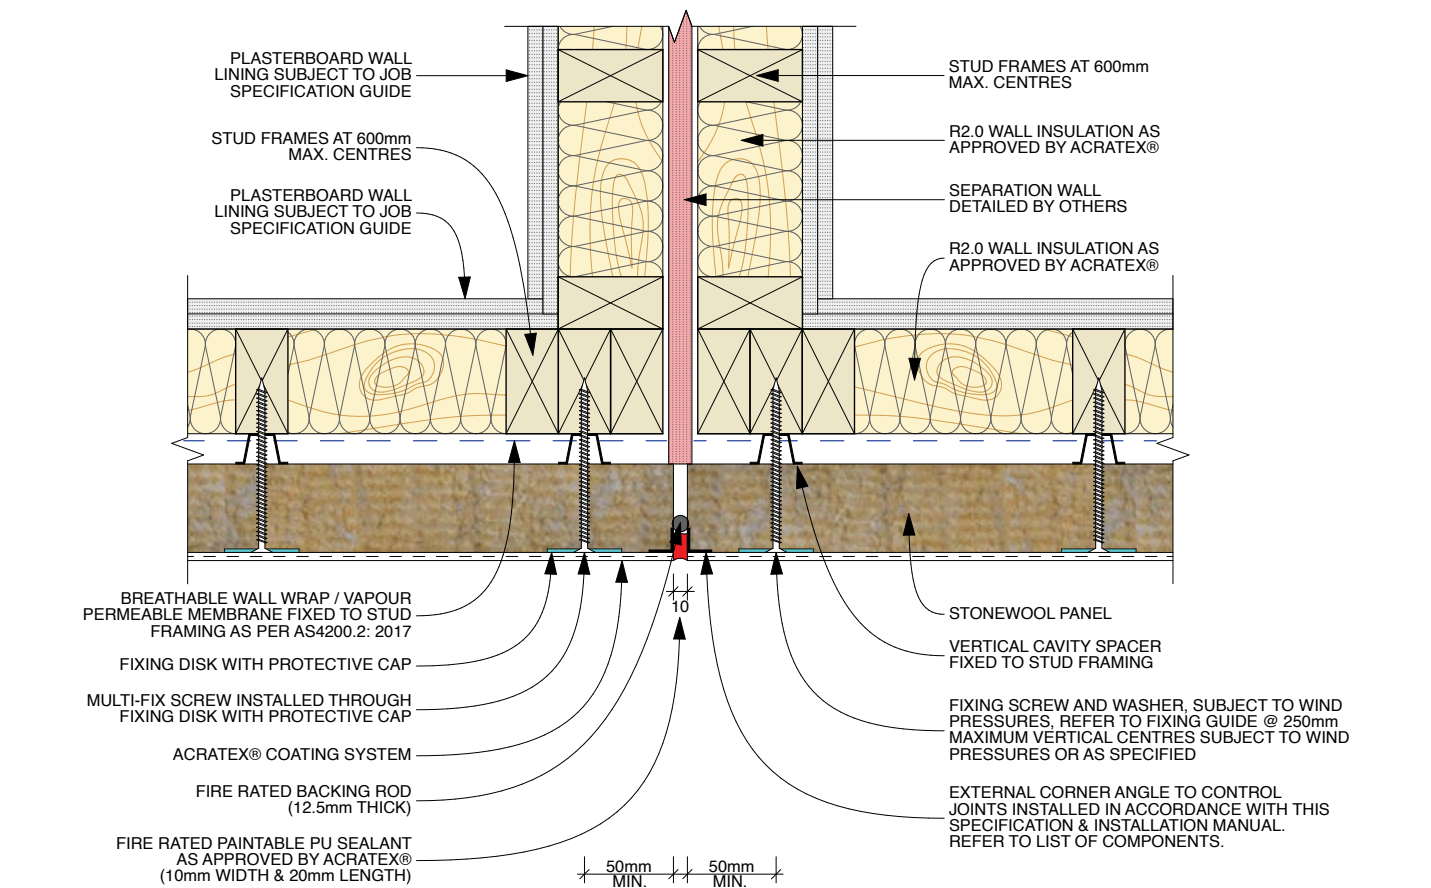 PLASTERBOARD WALL
LINING SUBJECT TO JOB
SPECIFICATION GUIDE
STUD FRAMES AT 600mm
MAX. CENTRES
PLASTERBOARD WALL
LINING SUBJECT TO JOB
SPECIFICATION GUIDE
STUD FRAMES AT 600mm
MAX. CENTRES
R2.0 WALL INSULATION AS
APPROVED BY ACRATEX®
SEPARATION WALL
DETAILED BY OTHERS
R2.0 WALL INSULATION AS
APPROVED BY ACRATEX®
BREATHABLE WALL WRAP / VAPOUR
PERMEABLE MEMBRANE FIXED TO STUD
FRAMING AS PER AS4200.2: 2017
FIXING DISK WITH PROTECTIVE CAP
MULTI-FIX SCREW INSTALLED THROUGH
FIXING DISK WITH PROTECTIVE CAP
ACRATEX® COATING SYSTEM
FIRE RATED BACKING ROD
(12.5mm THICK)
FIRE RATED PAINTABLE PU SEALANT
AS APPROVED BY ACRATEX®
(10mm WIDTH & 20mm LENGTH)
10
50mm
MIN.
50mm
MIN.
STONEWOOL PANEL
VERTICAL CAVITY SPACER
FIXED TO STUD FRAMING
FIXING SCREW AND WASHER, SUBJECT TO WIND
PRESSURES, REFER TO FIXING GUIDE @ 250mm
MAXIMUM VERTICAL CENTRES SUBJECT TO WIND
PRESSURES OR AS SPECIFIED
EXTERNAL CORNER ANGLE TO CONTROL
JOINTS INSTALLED IN ACCORDANCE WITH THIS
SPECIFICATION & INSTALLATION MANUAL.
REFER TO LIST OF COMPONENTS.